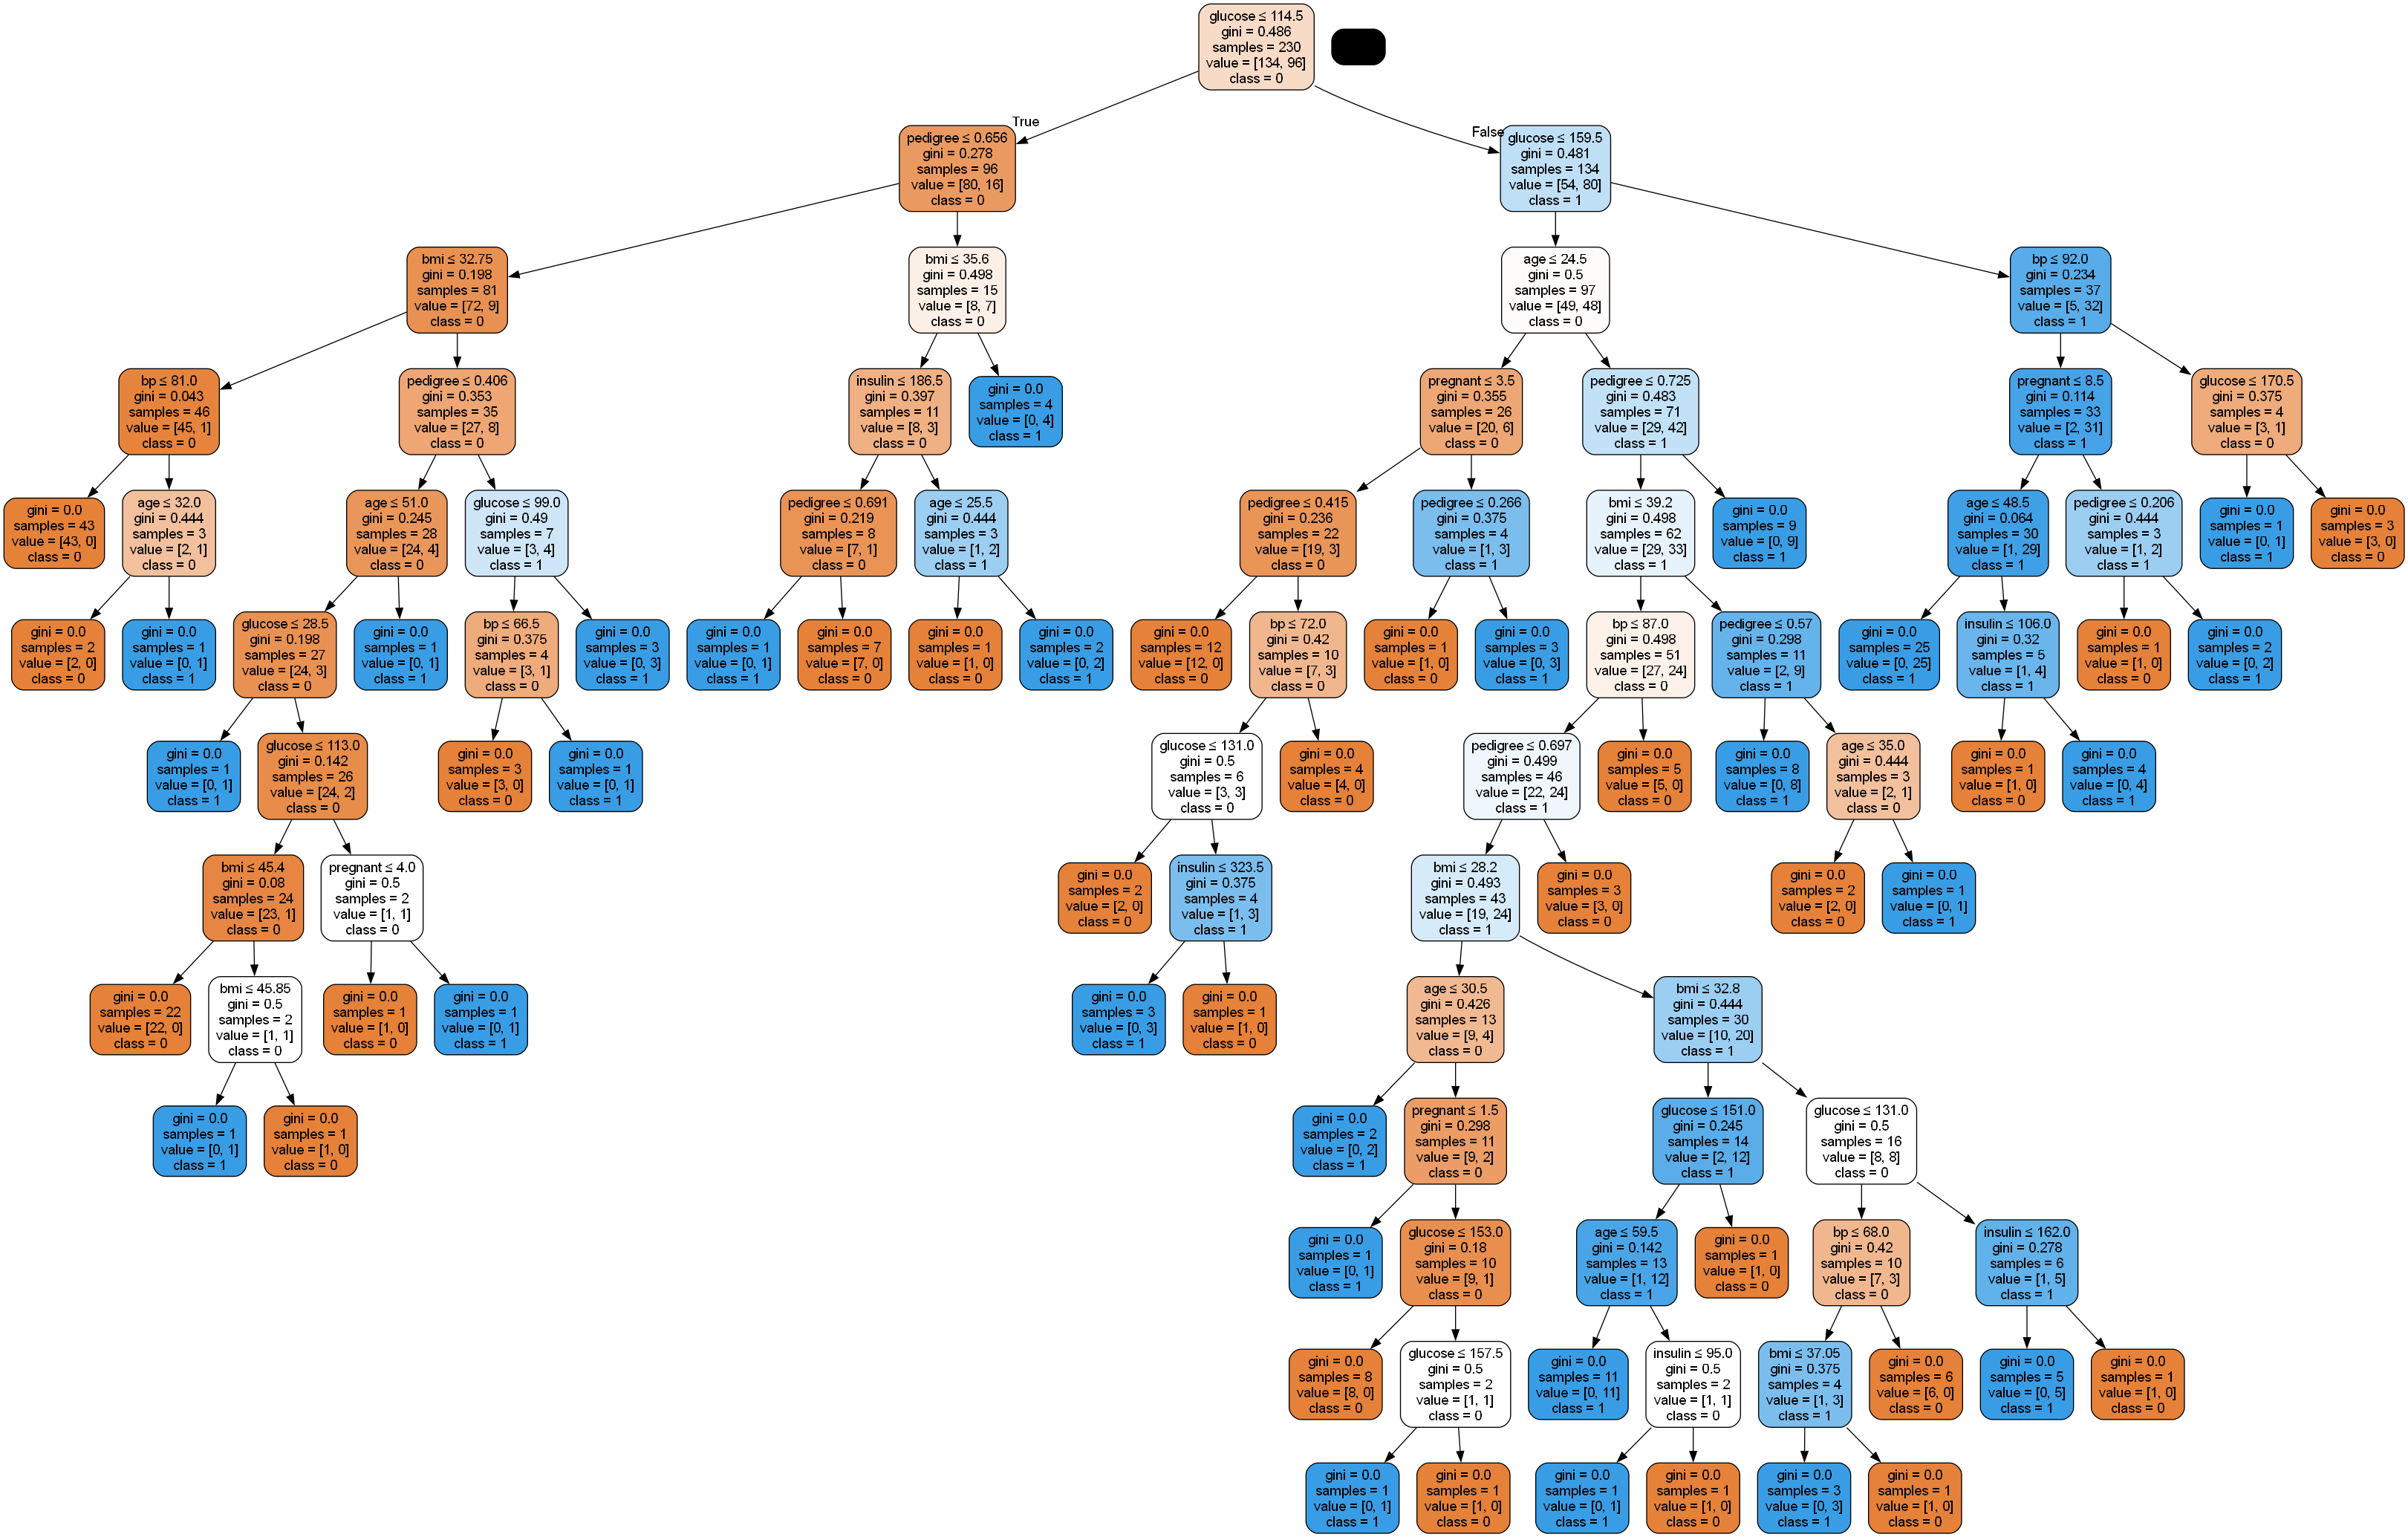 glucose ≤ 114.5
gini = 0.486
samples = 230
value = [134, 96]
class = 0
True
False
pedigree ≤ 0.656
gini = 0.278
samples = 96
value = [80, 16]
class = 0
glucose ≤ 159.5
gini = 0.481
samples = 134
value = [54, 80]
class = 1
bmi ≤ 32.75
gini = 0.198
samples = 81
value = [72, 9]
class = 0
bmi ≤ 35.6
gini = 0.498
samples = 15
value = [8, 7]
class = 0
age ≤ 24.5
gini = 0.5
samples = 97
value = [49, 48]
class = 0
bp ≤ 92.0
gini = 0.234
samples = 37
value = [5, 32]
class = 1
bp ≤ 81.0
gini = 0.043
samples = 46
value = [45, 1]
class = 0
pedigree ≤ 0.406
gini = 0.353
samples = 35
value = [27, 8]
class = 0
insulin ≤ 186.5
gini = 0.397
samples = 11
value = [8, 3]
class = 0
gini = 0.0
samples = 4
value = [0, 4]
class = 1
pregnant ≤ 3.5
gini = 0.355
samples = 26
value = [20, 6]
class = 0
pedigree ≤ 0.725
gini = 0.483
samples = 71
value = [29, 42]
class = 1
pregnant ≤ 8.5
gini = 0.114
samples = 33
value = [2, 31]
class = 1
glucose ≤ 170.5
gini = 0.375
samples = 4
value = [3, 1]
class = 0
gini = 0.0
samples = 43
value = [43, 0]
class = 0
age ≤ 32.0
gini = 0.444
samples = 3
value = [2, 1]
class = 0
age ≤ 51.0
gini = 0.245
samples = 28
value = [24, 4]
class = 0
glucose ≤ 99.0
gini = 0.49
samples = 7
value = [3, 4]
class = 1
pedigree ≤ 0.691
gini = 0.219
samples = 8
value = [7, 1]
class = 0
age ≤ 25.5
gini = 0.444
samples = 3
value = [1, 2]
class = 1
pedigree ≤ 0.415
gini = 0.236
samples = 22
value = [19, 3]
class = 0
pedigree ≤ 0.266
gini = 0.375
samples = 4
value = [1, 3]
class = 1
bmi ≤ 39.2
gini = 0.498
samples = 62
value = [29, 33]
class = 1
gini = 0.0
samples = 9
value = [0, 9]
class = 1
age ≤ 48.5
gini = 0.064
samples = 30
value = [1, 29]
class = 1
pedigree ≤ 0.206
gini = 0.444
samples = 3
value = [1, 2]
class = 1
gini = 0.0
samples = 1
value = [0, 1]
class = 1
gini = 0.0
samples = 3
value = [3, 0]
class = 0
gini = 0.0
samples = 2
value = [2, 0]
class = 0
gini = 0.0
samples = 1
value = [0, 1]
class = 1
glucose ≤ 28.5
gini = 0.198
samples = 27
value = [24, 3]
class = 0
gini = 0.0
samples = 1
value = [0, 1]
class = 1
bp ≤ 66.5
gini = 0.375
samples = 4
value = [3, 1]
class = 0
gini = 0.0
samples = 3
value = [0, 3]
class = 1
gini = 0.0
samples = 1
value = [0, 1]
class = 1
gini = 0.0
samples = 7
value = [7, 0]
class = 0
gini = 0.0
samples = 1
value = [1, 0]
class = 0
gini = 0.0
samples = 2
value = [0, 2]
class = 1
gini = 0.0
samples = 12
value = [12, 0]
class = 0
bp ≤ 72.0
gini = 0.42
samples = 10
value = [7, 3]
class = 0
gini = 0.0
samples = 1
value = [1, 0]
class = 0
gini = 0.0
samples = 3
value = [0, 3]
class = 1
bp ≤ 87.0
gini = 0.498
samples = 51
value = [27, 24]
class = 0
pedigree ≤ 0.57
gini = 0.298
samples = 11
value = [2, 9]
class = 1
gini = 0.0
samples = 25
value = [0, 25]
class = 1
insulin ≤ 106.0
gini = 0.32
samples = 5
value = [1, 4]
class = 1
gini = 0.0
samples = 1
value = [1, 0]
class = 0
gini = 0.0
samples = 2
value = [0, 2]
class = 1
gini = 0.0
samples = 1
value = [0, 1]
class = 1
glucose ≤ 113.0
gini = 0.142
samples = 26
value = [24, 2]
class = 0
gini = 0.0
samples = 3
value = [3, 0]
class = 0
gini = 0.0
samples = 1
value = [0, 1]
class = 1
glucose ≤ 131.0
gini = 0.5
samples = 6
value = [3, 3]
class = 0
gini = 0.0
samples = 4
value = [4, 0]
class = 0
pedigree ≤ 0.697
gini = 0.499
samples = 46
value = [22, 24]
class = 1
gini = 0.0
samples = 5
value = [5, 0]
class = 0
gini = 0.0
samples = 8
value = [0, 8]
class = 1
age ≤ 35.0
gini = 0.444
samples = 3
value = [2, 1]
class = 0
gini = 0.0
samples = 1
value = [1, 0]
class = 0
gini = 0.0
samples = 4
value = [0, 4]
class = 1
bmi ≤ 45.4
gini = 0.08
samples = 24
value = [23, 1]
class = 0
pregnant ≤ 4.0
gini = 0.5
samples = 2
value = [1, 1]
class = 0
gini = 0.0
samples = 2
value = [2, 0]
class = 0
insulin ≤ 323.5
gini = 0.375
samples = 4
value = [1, 3]
class = 1
bmi ≤ 28.2
gini = 0.493
samples = 43
value = [19, 24]
class = 1
gini = 0.0
samples = 3
value = [3, 0]
class = 0
gini = 0.0
samples = 2
value = [2, 0]
class = 0
gini = 0.0
samples = 1
value = [0, 1]
class = 1
gini = 0.0
samples = 22
value = [22, 0]
class = 0
bmi ≤ 45.85
gini = 0.5
samples = 2
value = [1, 1]
class = 0
gini = 0.0
samples = 1
value = [1, 0]
class = 0
gini = 0.0
samples = 1
value = [0, 1]
class = 1
gini = 0.0
samples = 3
value = [0, 3]
class = 1
gini = 0.0
samples = 1
value = [1, 0]
class = 0
age ≤ 30.5
gini = 0.426
samples = 13
value = [9, 4]
class = 0
bmi ≤ 32.8
gini = 0.444
samples = 30
value = [10, 20]
class = 1
gini = 0.0
samples = 1
value = [0, 1]
class = 1
gini = 0.0
samples = 1
value = [1, 0]
class = 0
gini = 0.0
samples = 2
value = [0, 2]
class = 1
pregnant ≤ 1.5
gini = 0.298
samples = 11
value = [9, 2]
class = 0
glucose ≤ 151.0
gini = 0.245
samples = 14
value = [2, 12]
class = 1
glucose ≤ 131.0
gini = 0.5
samples = 16
value = [8, 8]
class = 0
gini = 0.0
samples = 1
value = [0, 1]
class = 1
glucose ≤ 153.0
gini = 0.18
samples = 10
value = [9, 1]
class = 0
age ≤ 59.5
gini = 0.142
samples = 13
value = [1, 12]
class = 1
gini = 0.0
samples = 1
value = [1, 0]
class = 0
bp ≤ 68.0
gini = 0.42
samples = 10
value = [7, 3]
class = 0
insulin ≤ 162.0
gini = 0.278
samples = 6
value = [1, 5]
class = 1
gini = 0.0
samples = 8
value = [8, 0]
class = 0
glucose ≤ 157.5
gini = 0.5
samples = 2
value = [1, 1]
class = 0
gini = 0.0
samples = 11
value = [0, 11]
class = 1
insulin ≤ 95.0
gini = 0.5
samples = 2
value = [1, 1]
class = 0
bmi ≤ 37.05
gini = 0.375
samples = 4
value = [1, 3]
class = 1
gini = 0.0
samples = 6
value = [6, 0]
class = 0
gini = 0.0
samples = 5
value = [0, 5]
class = 1
gini = 0.0
samples = 1
value = [1, 0]
class = 0
gini = 0.0
samples = 1
value = [0, 1]
class = 1
gini = 0.0
samples = 1
value = [1, 0]
class = 0
gini = 0.0
samples = 1
value = [0, 1]
class = 1
gini = 0.0
samples = 1
value = [1, 0]
class = 0
gini = 0.0
samples = 3
value = [0, 3]
class = 1
gini = 0.0
samples = 1
value = [1, 0]
class = 0